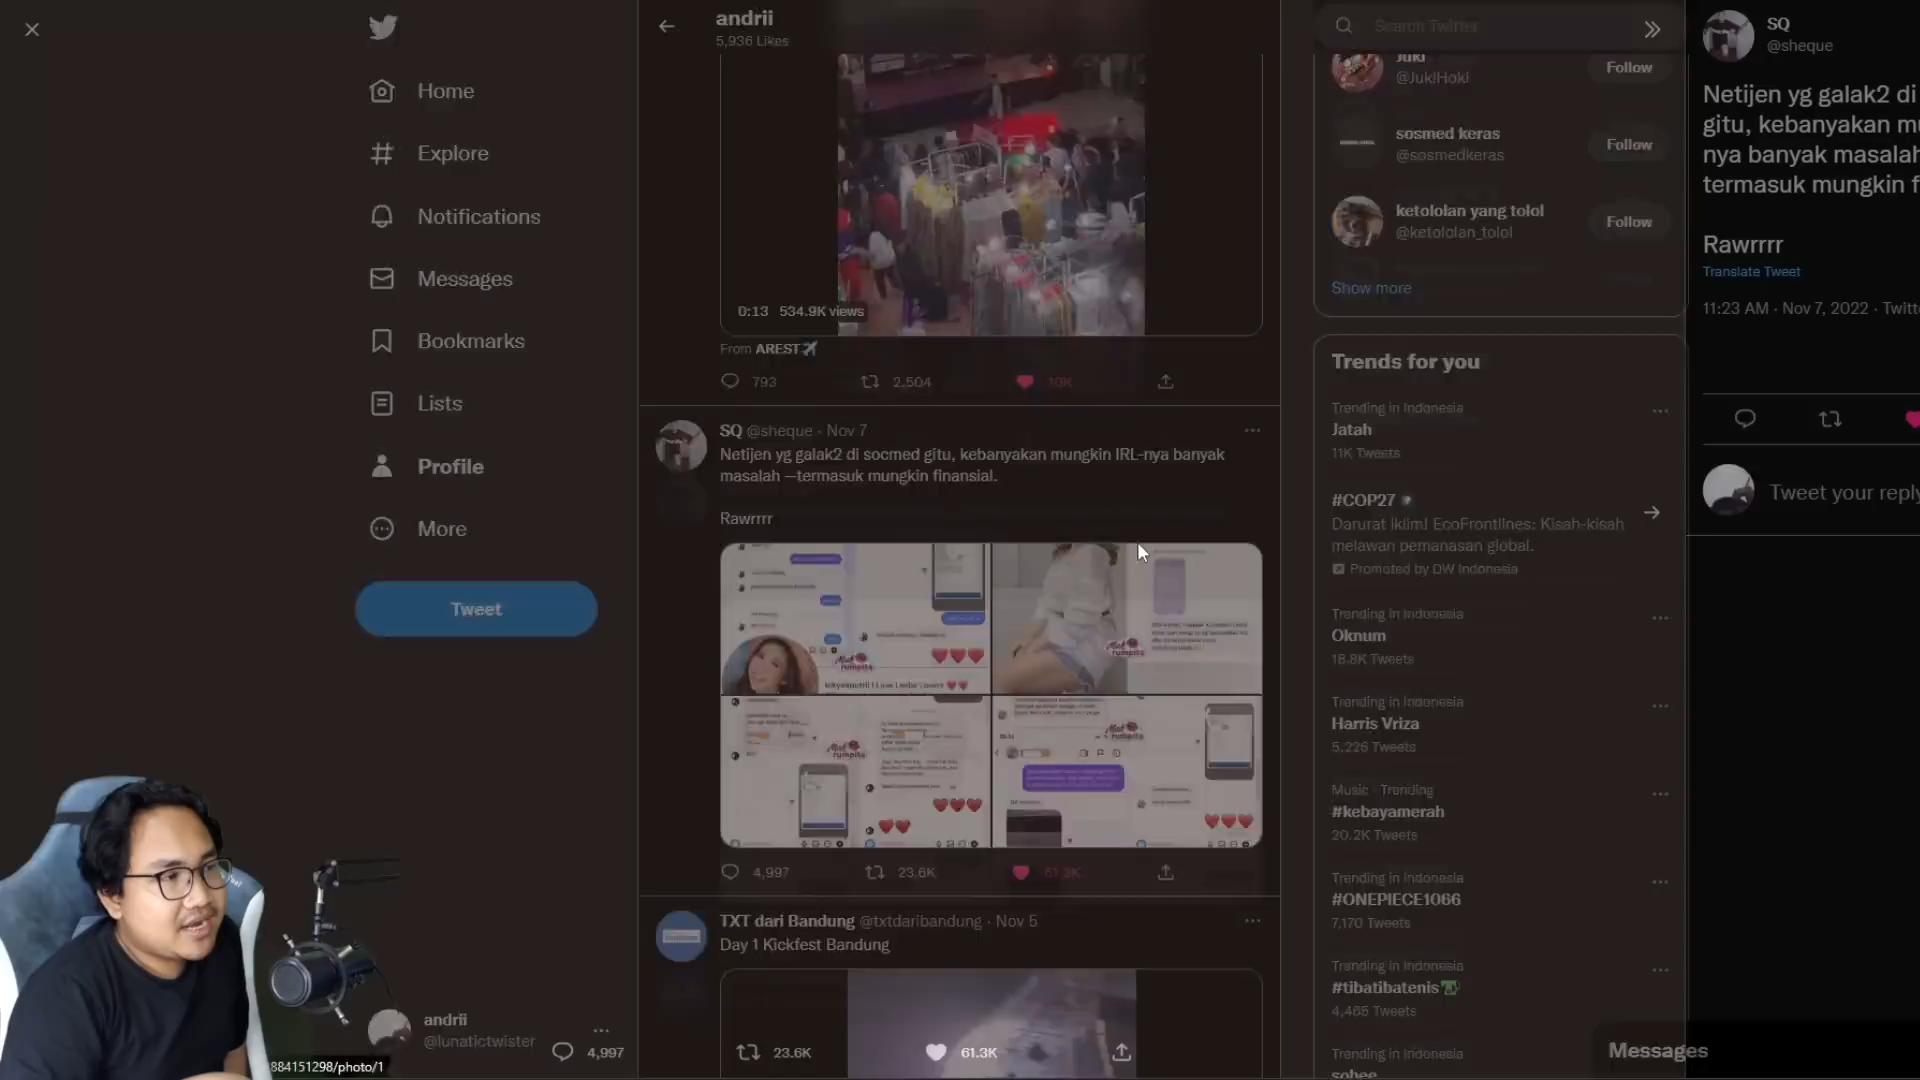 Home
Explore
Notifications
Messages
Bookmarks
Lists
Profile
More
Tweet
andrii
@lunatictwister
4,997
884151298/photo/1
andrii
5,936 Likes
0:13 534.9K views
From AREST
793
2,504
10K
SQ @sheque · Nov 7
Netijen yg galak2 di socmed gitu, kebanyakan mungkin IRL-nya banyak
masalah —termasuk mungkin finansial.
Rawrrrr
4,997
23.6K
61.3K
TXT dari Bandung @txtdaribandung · Nov 5
Day 1 Kickfest Bandung
23.6K
61.3K
Search Twitter
Juki
@JukiHoki
Follow
sosmed keras
@sosmedkeras
Follow
ketololan yang tolol
@ketololan_tolol
Follow
Show more
Trends for you
Trending in Indonesia
Jatah
11K Tweets
#COP27
Darurat iklim! EcoFrontlines: Kisah-kisah
melawan pemanasan global.
Promoted by DW Indonesia
Trending in Indonesia
Oknum
18.8K Tweets
Trending in Indonesia
Harris Vriza
5,226 Tweets
Music · Trending
#kebayamerah
20.2K Tweets
Trending in Indonesia
#ONEPIECE1066
7,170 Tweets
Trending in Indonesia
#tibatibatenis
4,465 Tweets
Trending in Indonesia
Messages
SQ
@sheque
Netijen yg galak2 di
gitu, kebanyakan mu
nya banyak masalah
termasuk mungkin f
Rawrrrr
Translate Tweet
11:23 AM · Nov 7, 2022 · Twitt
Tweet your reply